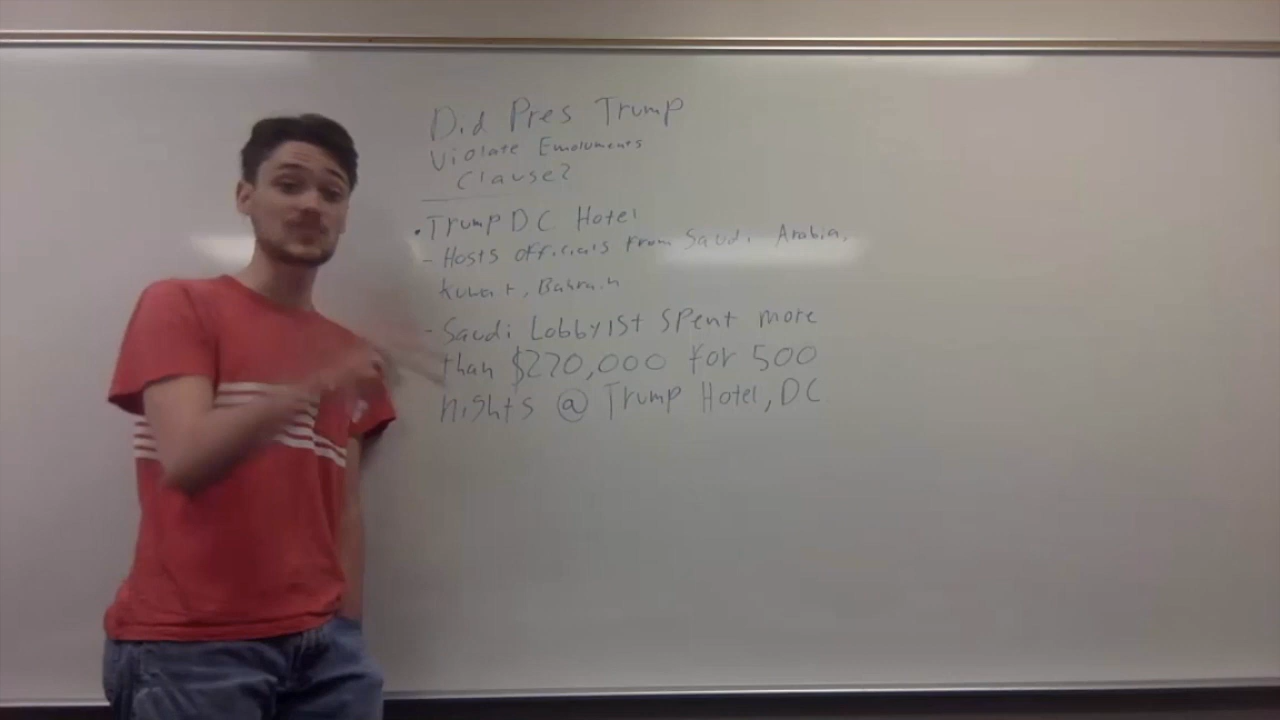 Did Pres Trump
Violate Emoluments
Clause?
• Trump DC Hotel
- Hosts officials from Saudi Arabia,
Kuwait, Bahrain
- Saudi Lobbyist spent more
than $270,000 for 500
nights @ Trump Hotel, DC